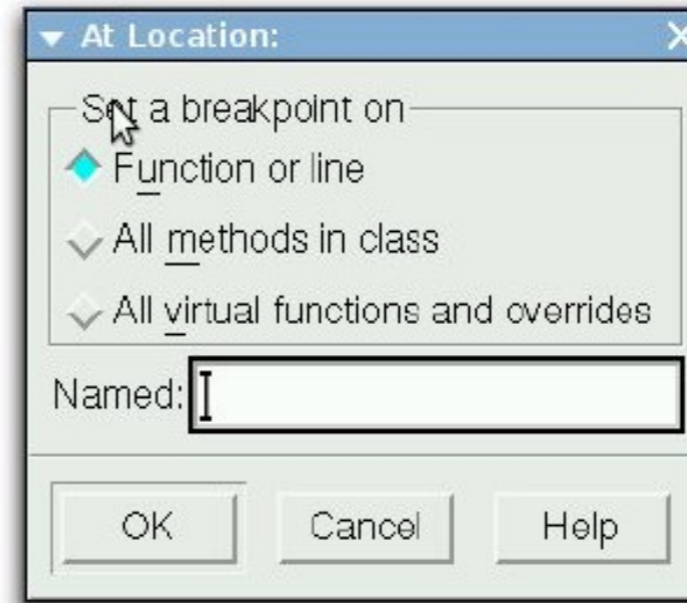 At Location:
Set a breakpoint on
Function or line
All methods in class
All virtual functions and overrides
Named:
OK Cancel Help